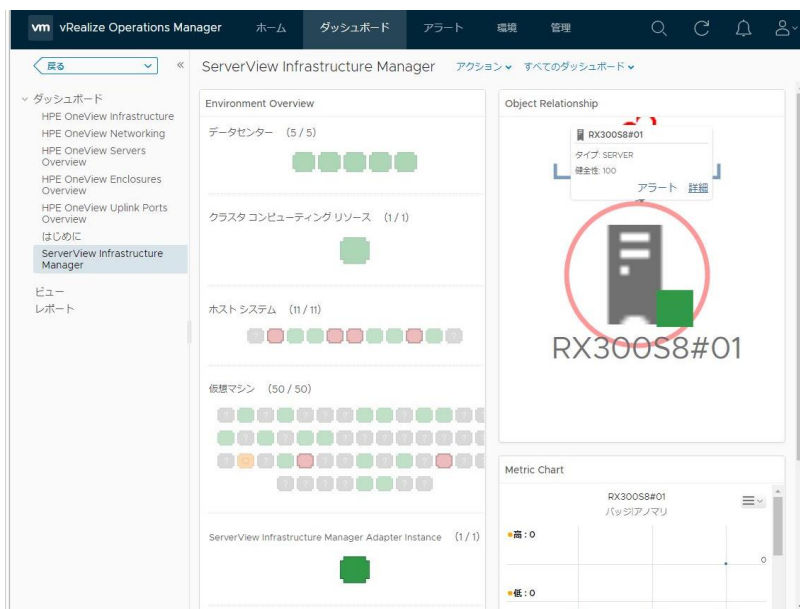 vm vRealize Operations Manager ホーム ダッシュボード アラート 環境 管理
戻る
«
ServerView Infrastructure Manager アクション すべてのダッシュボード
ダッシュボード
HPE OneView Infrastructure
HPE OneView Networking
HPE OneView Servers
Overview
HPE OneView Enclosures
Overview
HPE OneView Uplink Ports
Overview
はじめに
ServerView Infrastructure
Manager
ビュー
レポート
Environment Overview
データセンター (5 / 5)
クラスタ コンピューティング リソース (1 / 1)
ホスト システム (11 / 11)
仮想マシン (50 / 50)
ServerView Infrastructure Manager Adapter Instance (1 / 1)
Object Relationship
RX300S8#01
タイプ: SERVER
健全性: 100
アラート 詳細
RX300S8#01
Metric Chart
RX300S8#01
バッジ|アノマリ
高 : 0
0
低 : 0